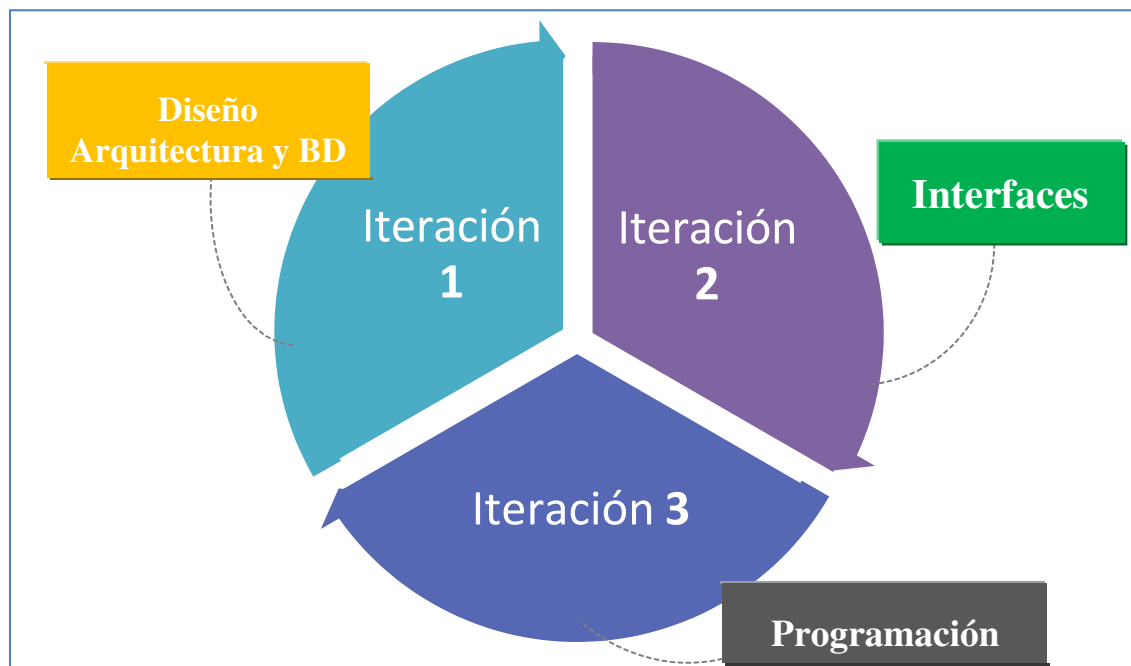 Diseño
Arquitectura y BD
Interfaces
Iteración
1
Iteración
2
Iteración 3
Programación